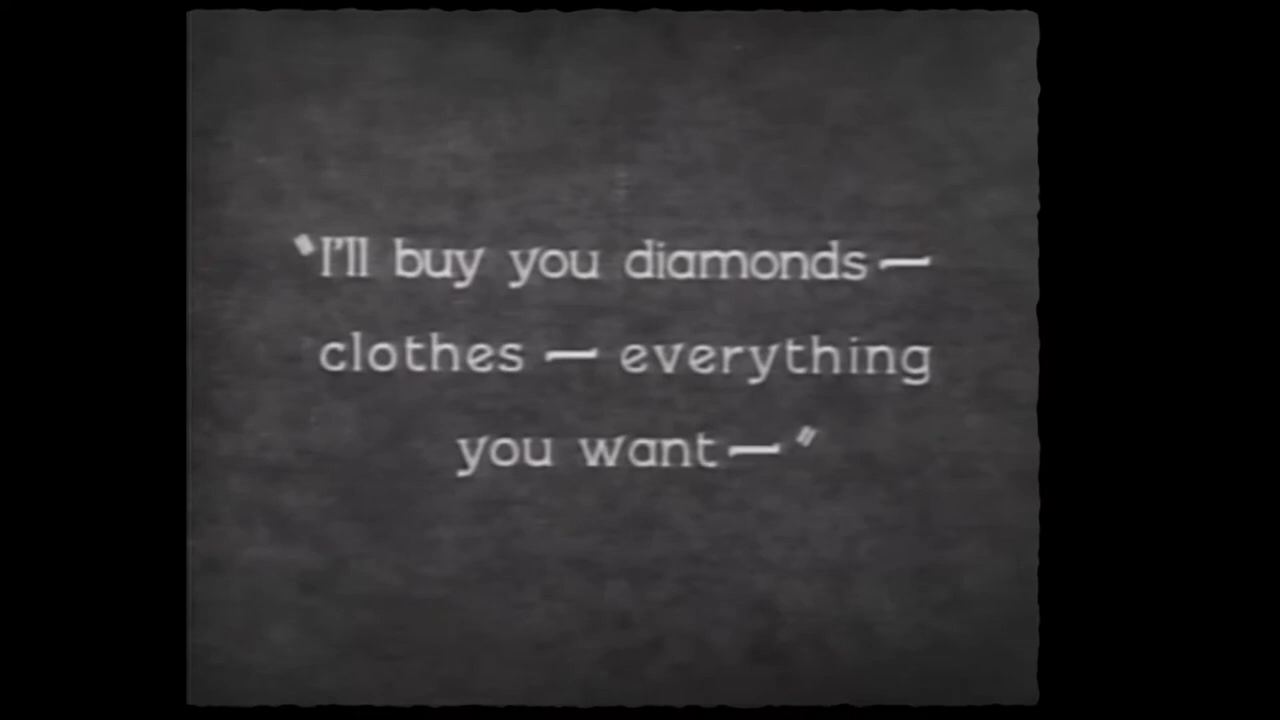 "I'll buy you diamonds—
clothes — everything
you want—"